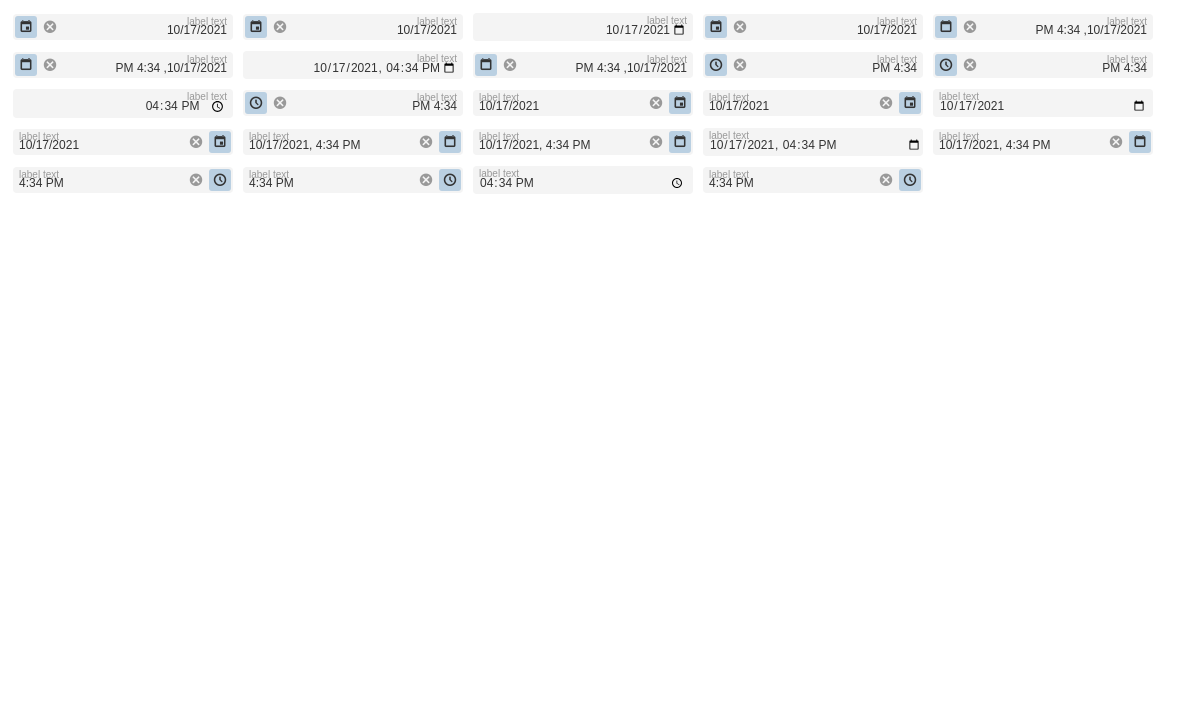 label text
10/17/2021
label text
10/17/2021
label text
10/17/2021
label text
10/17/2021
label text
PM 4:34 ,10/17/2021
label text
PM 4:34 ,10/17/2021
label text
10/17/2021, 04:34 PM
label text
PM 4:34 ,10/17/2021
label text
PM 4:34
label text
PM 4:34
label text
04:34 PM
label text
PM 4:34
label text
10/17/2021
label text
10/17/2021
label text
10/17/2021
label text
10/17/2021
label text
10/17/2021, 4:34 PM
label text
10/17/2021, 4:34 PM
label text
10/17/2021, 04:34 PM
label text
10/17/2021, 4:34 PM
label text
4:34 PM
label text
4:34 PM
label text
04:34 PM
label text
4:34 PM